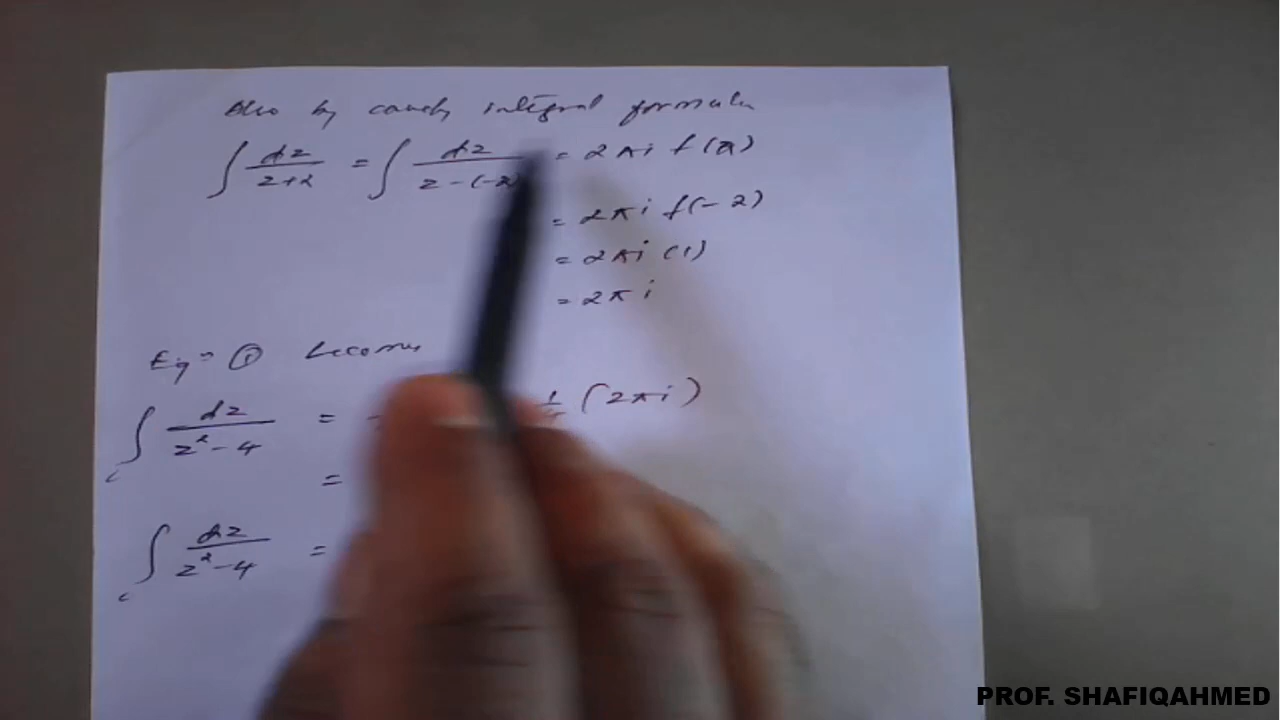 Also by cauchy integral formula
∫ dz/(z+2) = ∫ dz/(z-(-2)) = 2πi f(a)
= 2πi f(-2)
= 2πi (1)
= 2πi
Eqⁿ ① becomes
∫c dz/(z²-4) = (2πi)
=
∫c dz/(z²-4) =
PROF. SHAFIQAHMED